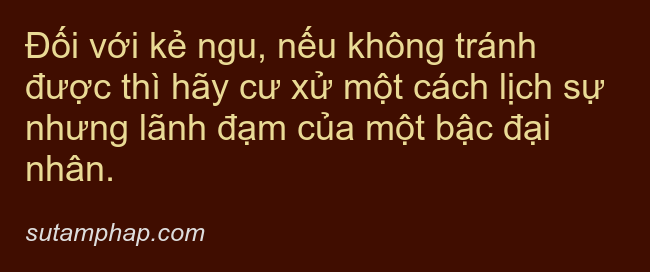 Đối với kẻ ngu, nếu không tránh
được thì hãy cư xử một cách lịch sự
nhưng lãnh đạm của một bậc đại
nhân.
sutamphap.com